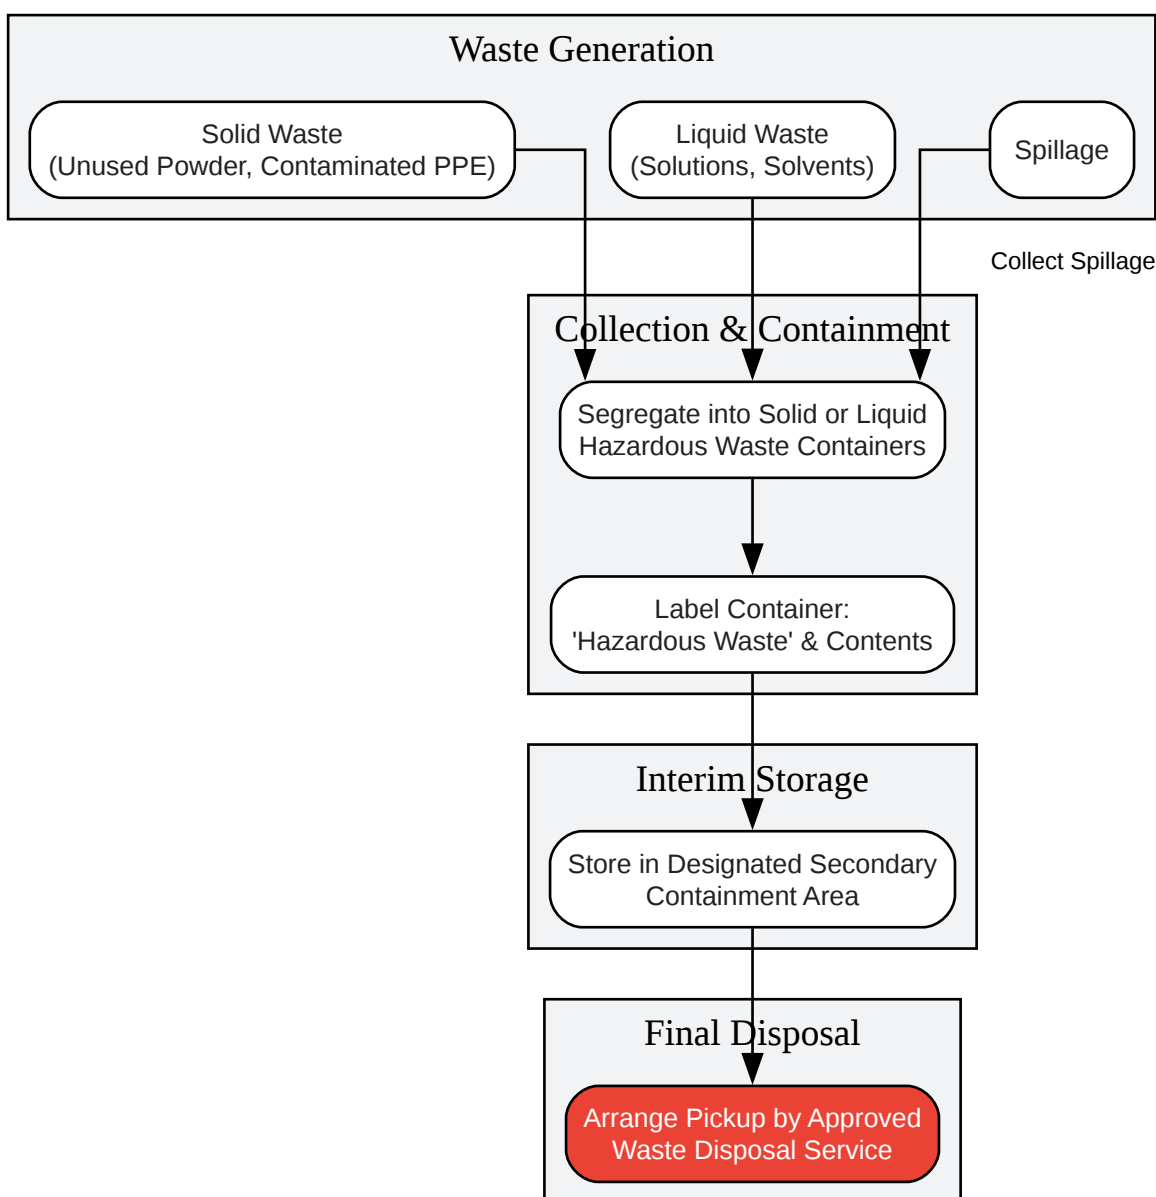 Waste Generation
Solid Waste
(Unused Powder, Contaminated PPE)
Liquid Waste
(Solutions, Solvents)
Spillage
Collect Spillage
Collection & Containment
Segregate into Solid or Liquid
Hazardous Waste Containers
Label Container:
'Hazardous Waste' & Contents
Interim Storage
Store in Designated Secondary
Containment Area
Final Disposal
Arrange Pickup by Approved
Waste Disposal Service